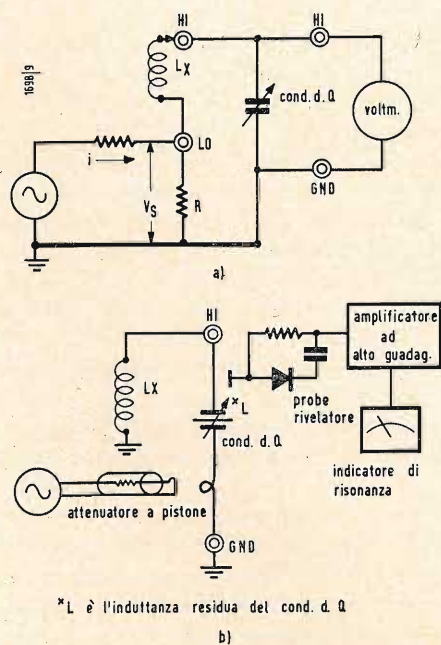 1698|9
HI
HI
LX
cond. d. Q
voltm.
LO
i
VS
R
GND
a)
HI
amplificatore
ad
alto guadag.
LX
*L
probe
rivelatore
cond. d. Q
indicatore di
risonanza
attenuatore a pistone
GND
*L è l'induttanza residua del cond. d. Q
b)